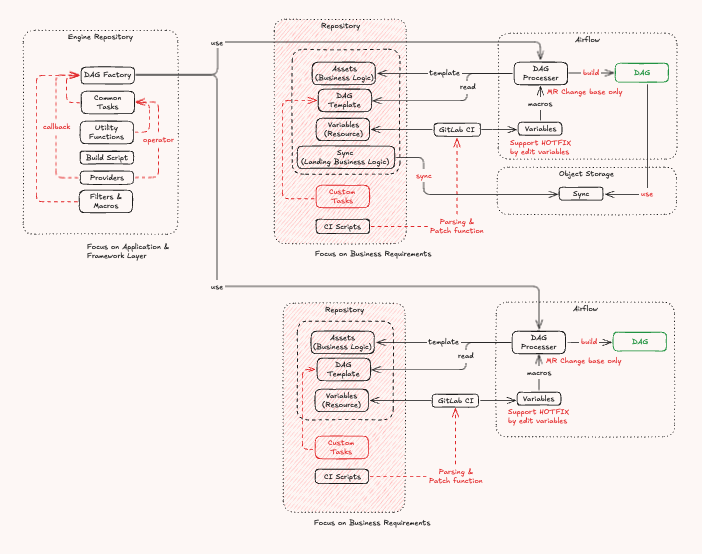 Engine Repository
DAG Factory
Common
Tasks
callback
Utility
Functions
operator
Build Script
Providers
Filters &
Macros
Focus on Application &
Framework Layer
use
Repository
Assets
(Business Logic)
DAG
Template
Variables
(Resource)
Sync
(Landing Business Logic)
Custom
Tasks
CI Scripts
Focus on Business Requirements
template
read
GitLab CI
sync
Parsing &
Patch function
Airflow
DAG
Processer
build
DAG
MR Change base only
macros
Variables
Support HOTFIX
by edit variables
Object Storage
Sync
use
use
Repository
Assets
(Business Logic)
DAG
Template
Variables
(Resource)
Custom
Tasks
CI Scripts
Focus on Business Requirements
template
read
GitLab CI
Parsing &
Patch function
Airflow
DAG
Processer
build
DAG
MR Change base only
macros
Variables
Support HOTFIX
by edit variables